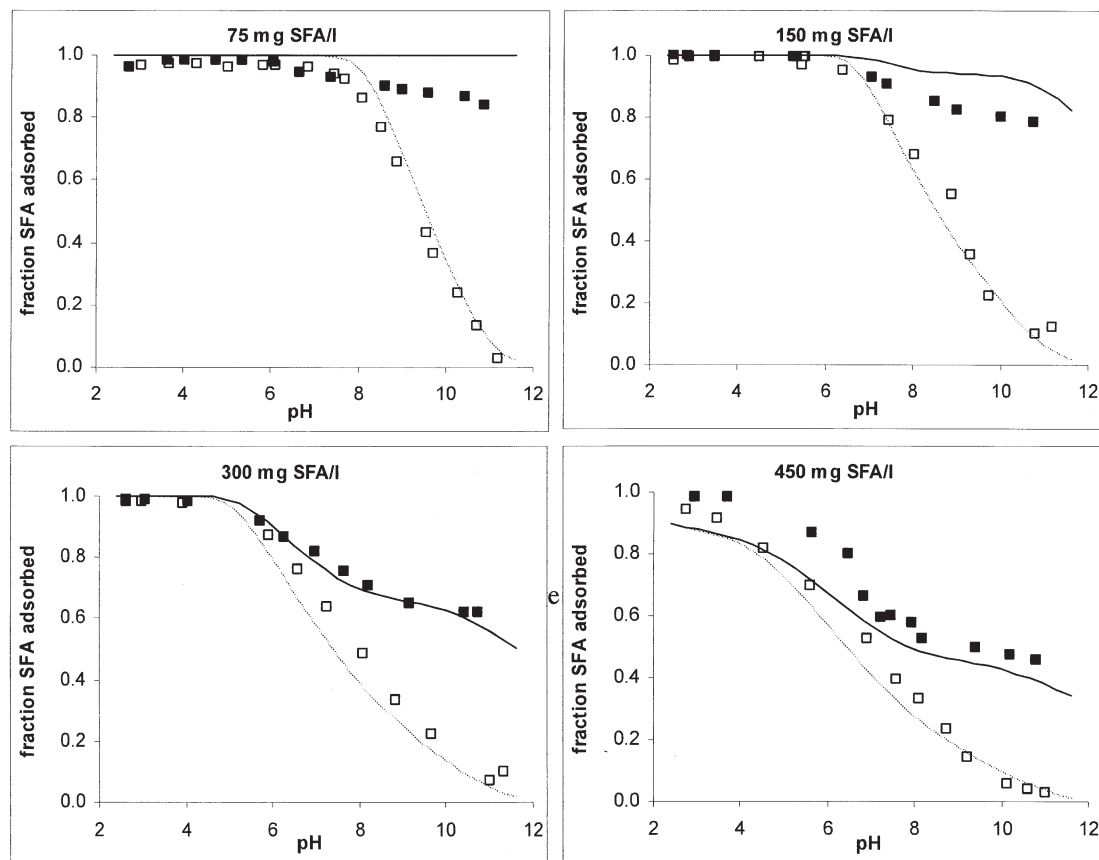 75 mg SFA/l
fraction SFA adsorbed
1.0
0.8
0.6
0.4
0.2
0.0
2 4 6 8 10 12
pH
150 mg SFA/l
fraction SFA adsorbed
1.0
0.8
0.6
0.4
0.2
0.0
2 4 6 8 10 12
pH
300 mg SFA/l
fraction SFA adsorbed
1.0
0.8
0.6
0.4
0.2
0.0
2 4 6 8 10 12
pH
e
450 mg SFA/l
fraction SFA adsorbed
1.0
0.8
0.6
0.4
0.2
0.0
2 4 6 8 10 12
pH